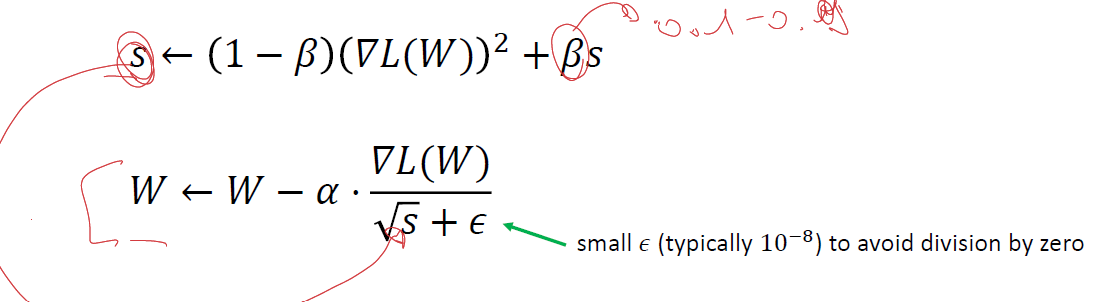 s ← (1 − β)(∇L(W))² + βs
W ← W − α · ∇L(W) / (√s + ϵ)
small ϵ (typically 10⁻⁸) to avoid division by zero